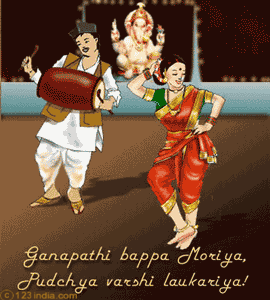 Ganapathi bappa Moriya,
Pudchya varshi laukariya!
©123india.com